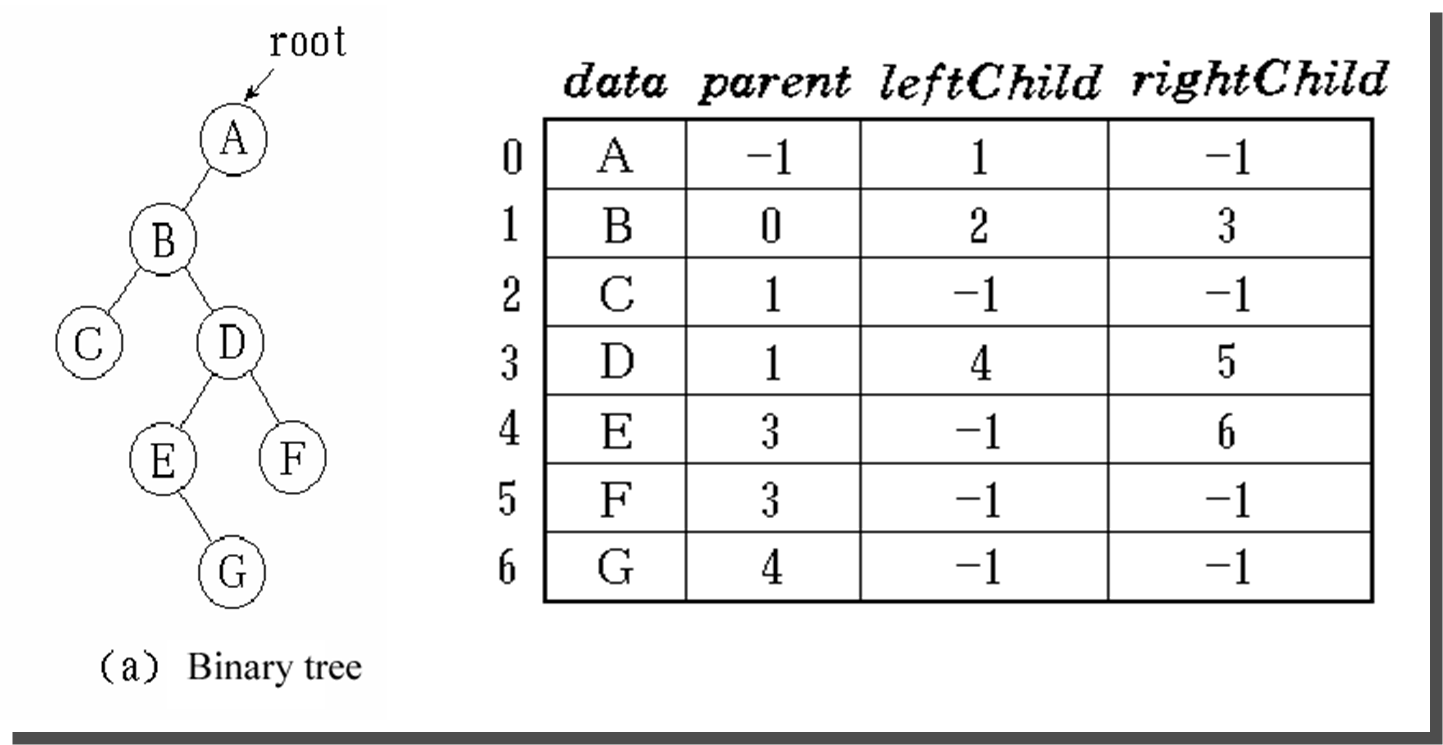 root
A
B
C D
E F
G
(a) Binary tree
data parent leftChild rightChild
0 A −1 1 −1
1 B 0 2 3
2 C 1 −1 −1
3 D 1 4 5
4 E 3 −1 6
5 F 3 −1 −1
6 G 4 −1 −1